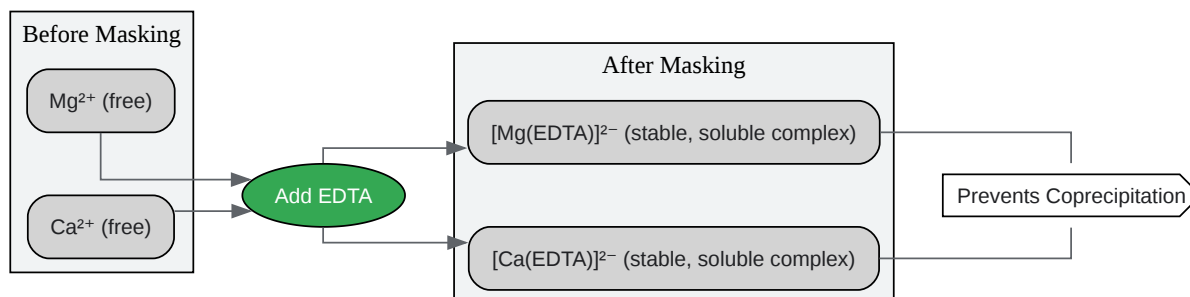 Before Masking
Mg²⁺ (free)
Ca²⁺ (free)
Add EDTA
After Masking
[Mg(EDTA)]²⁻ (stable, soluble complex)
[Ca(EDTA)]²⁻ (stable, soluble complex)
Prevents Coprecipitation